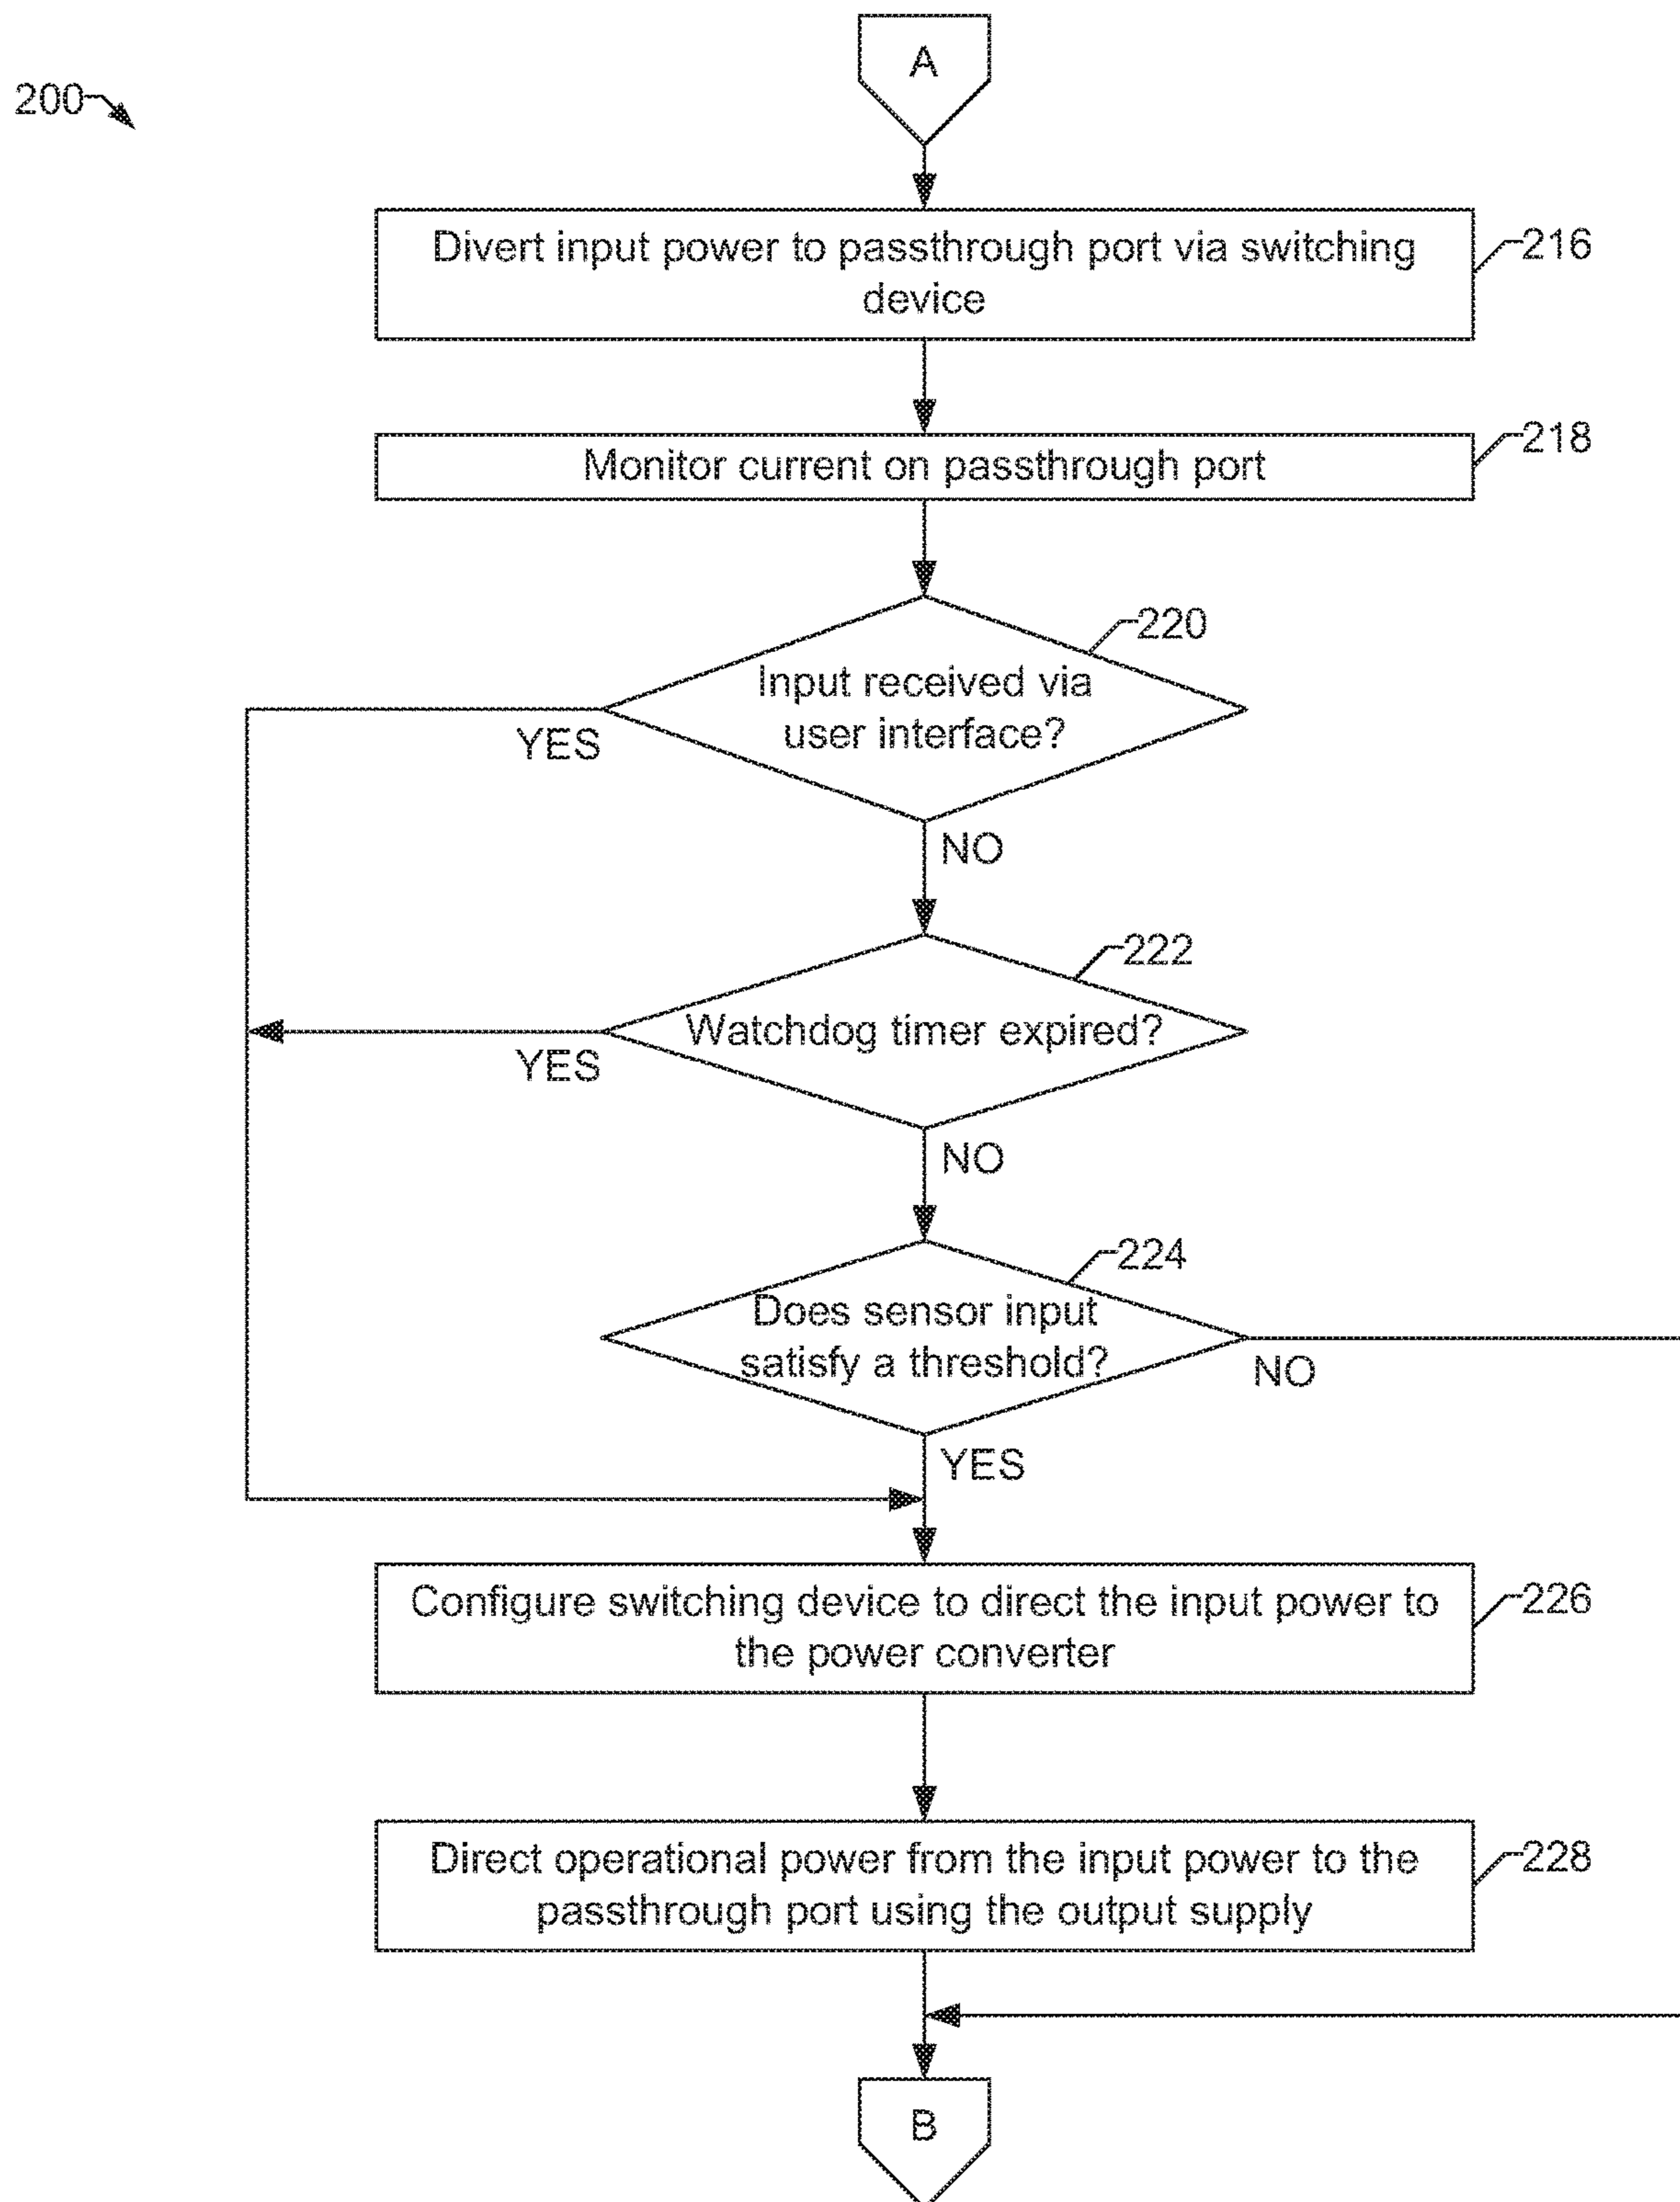 A
200
Divert input power to passthrough port via switching
device
216
Monitor current on passthrough port
218
220
Input received via
user interface?
YES
NO
222
Watchdog timer expired?
YES
NO
224
Does sensor input
satisfy a threshold?
NO
YES
Configure switching device to direct the input power to
the power converter
226
Direct operational power from the input power to the
passthrough port using the output supply
228
B